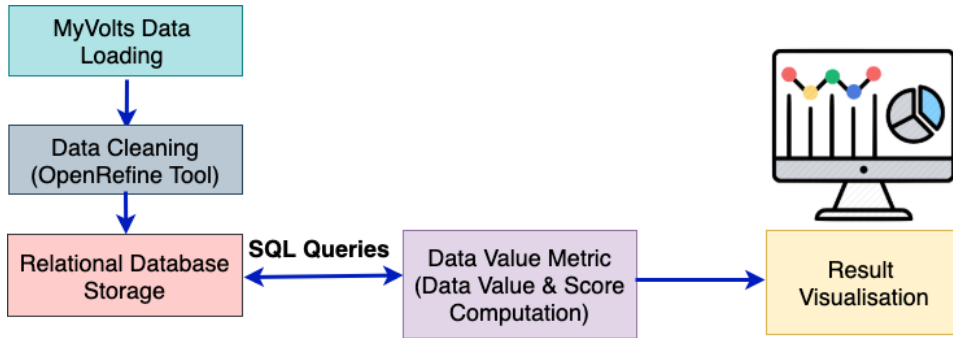 MyVolts Data
Loading
Data Cleaning
(OpenRefine Tool)
Relational Database
Storage
SQL Queries
Data Value Metric
(Data Value & Score
Computation)
Result
Visualisation